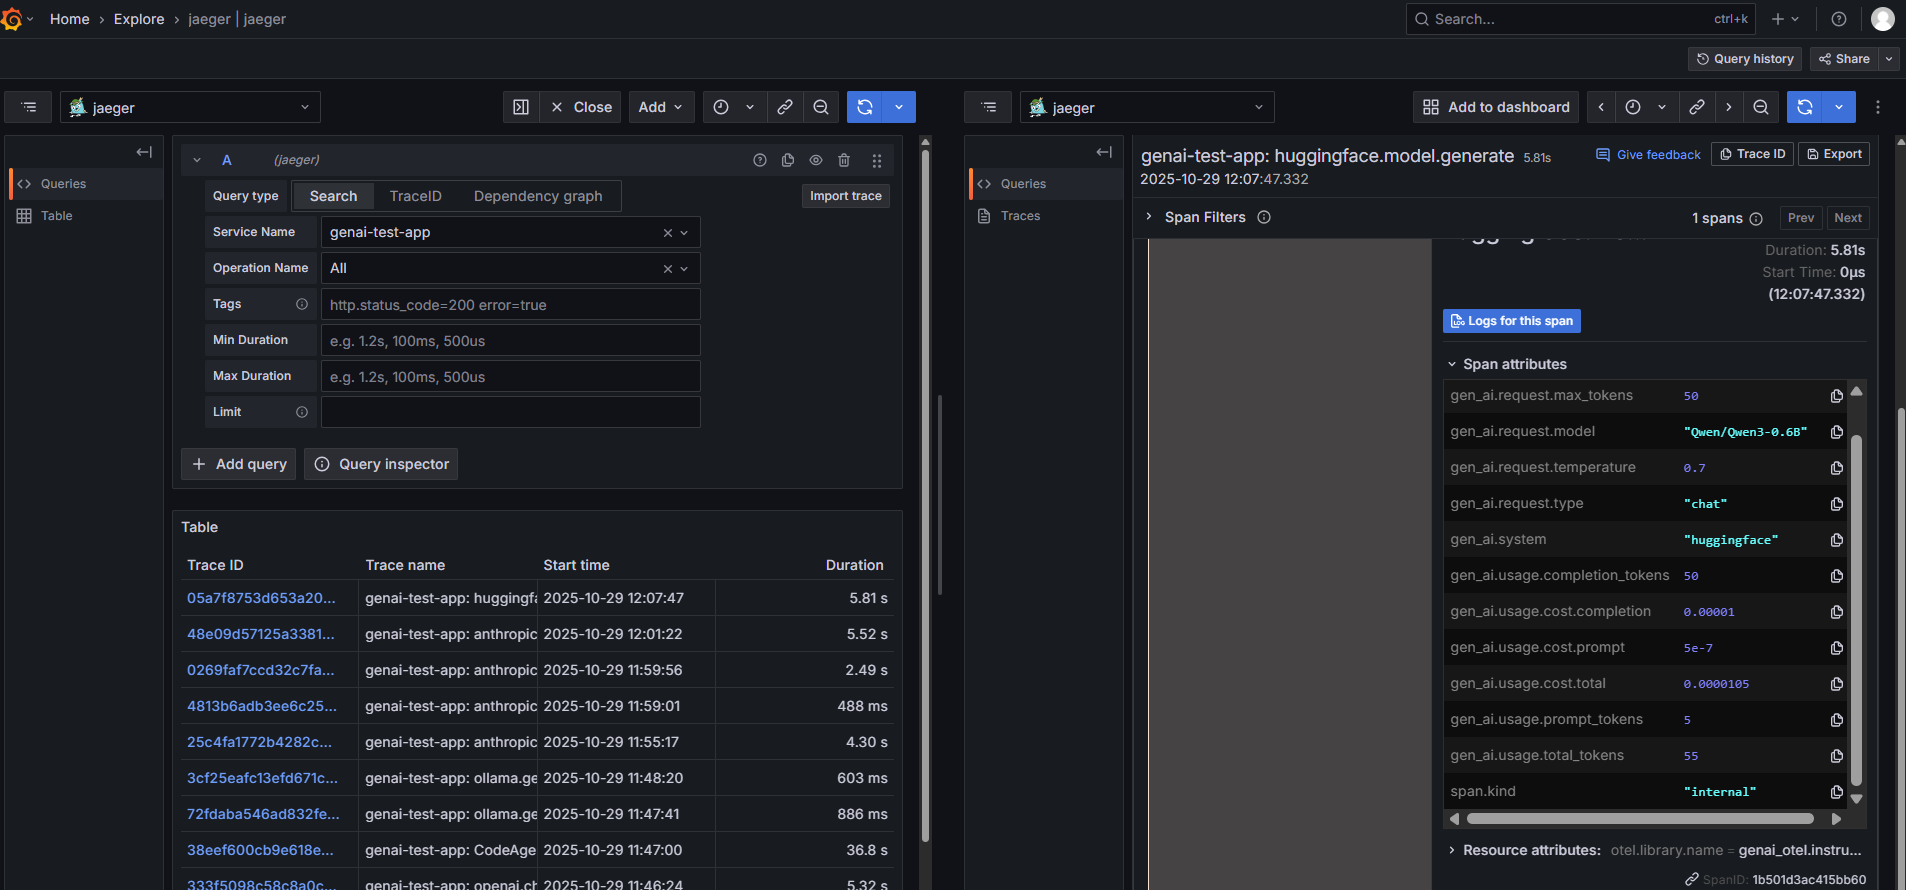 Home › Explore › jaeger | jaeger
Search... ctrl+k
Query history Share
jaeger Close Add
jaeger Add to dashboard
Queries
Table
A (jaeger)
Query type Search TraceID Dependency graph Import trace
Service Name genai-test-app
Operation Name All
Tags http.status_code=200 error=true
Min Duration e.g. 1.2s, 100ms, 500us
Max Duration e.g. 1.2s, 100ms, 500us
Limit
Add query Query inspector
Table
Trace ID Trace name Start time Duration
05a7f8753d653a20... genai-test-app: huggingfa 2025-10-29 12:07:47 5.81 s
48e09d57125a3381... genai-test-app: anthropic 2025-10-29 12:01:22 5.52 s
0269faf7ccd32c7fa... genai-test-app: anthropic 2025-10-29 11:59:56 2.49 s
4813b6adb3ee6c25... genai-test-app: anthropic 2025-10-29 11:59:01 488 ms
25c4fa1772b4282c... genai-test-app: anthropic 2025-10-29 11:55:17 4.30 s
3cf25eafc13efd671c... genai-test-app: ollama.ge 2025-10-29 11:48:20 603 ms
72fdaba546ad832fe... genai-test-app: ollama.ge 2025-10-29 11:47:41 886 ms
38eef600cb9e618e... genai-test-app: CodeAge 2025-10-29 11:47:00 36.8 s
333f5098c58c8a0c... genai-test-app: openai.ch 2025-10-29 11:46:24 5.32 s
Queries
Traces
genai-test-app: huggingface.model.generate 5.81s Give feedback Trace ID Export
2025-10-29 12:07:47.332
Span Filters 1 spans Prev Next
Duration: 5.81s
Start Time: 0μs
(12:07:47.332)
Logs for this span
Span attributes
gen_ai.request.max_tokens 50
gen_ai.request.model "Qwen/Qwen3-0.6B"
gen_ai.request.temperature 0.7
gen_ai.request.type "chat"
gen_ai.system "huggingface"
gen_ai.usage.completion_tokens 50
gen_ai.usage.cost.completion 0.00001
gen_ai.usage.cost.prompt 5e-7
gen_ai.usage.cost.total 0.0000105
gen_ai.usage.prompt_tokens 5
gen_ai.usage.total_tokens 55
span.kind "internal"
Resource attributes: otel.library.name = genai_otel.instru...
SpanID: 1b501d3ac415bb60